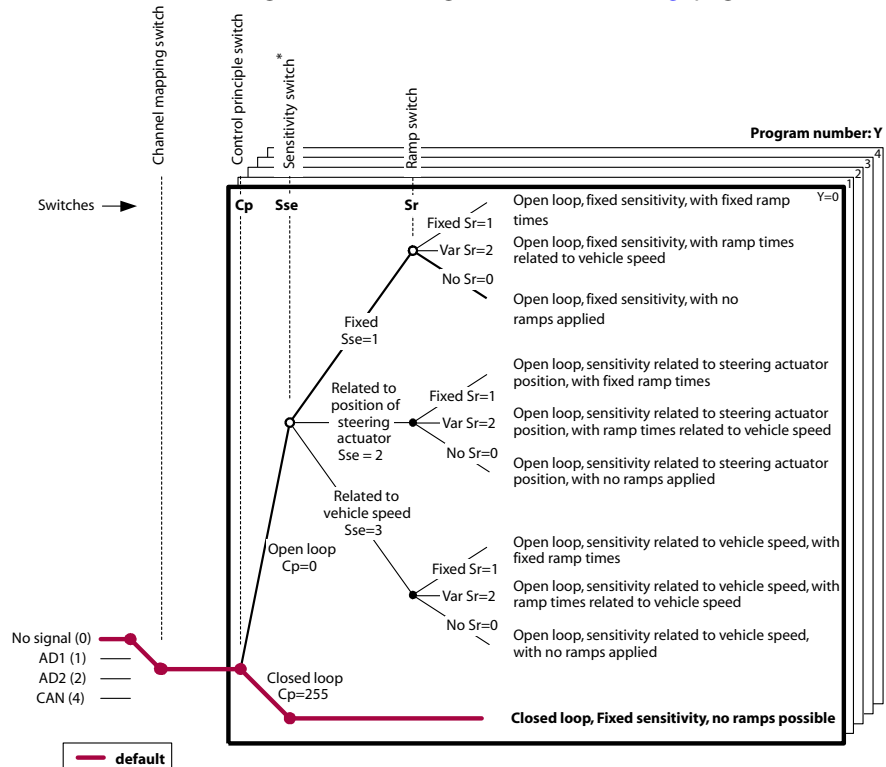 Channel mapping switch
Control principle switch
Sensitivity switch*
Ramp switch
Program number: Y
4
3
2
1
Y=0
Switches
Cp
Sse
Sr
Fixed Sr=1
Open loop, fixed sensitivity, with fixed ramp
times
Var Sr=2
Open loop, fixed sensitivity, with ramp times
related to vehicle speed
No Sr=0
Open loop, fixed sensitivity, with no
ramps applied
Fixed
Sse=1
Related to
position of
steering
actuator
Sse = 2
Fixed Sr=1
Open loop, sensitivity related to steering actuator
position, with fixed ramp times
Var Sr=2
Open loop, sensitivity related to steering actuator
position, with ramp times related to vehicle speed
No Sr=0
Open loop, sensitivity related to steering actuator
position, with no ramps applied
Related to
vehicle speed
Sse=3
Open loop
Cp=0
Fixed Sr=1
Open loop, sensitivity related to vehicle speed, with
fixed ramp times
Var Sr=2
Open loop, sensitivity related to vehicle speed, with
ramp times related to vehicle speed
No Sr=0
Open loop, sensitivity related to vehicle speed,
with no ramps applied
No signal (0)
AD1 (1)
AD2 (2)
CAN (4)
Closed loop
Cp=255
Closed loop, Fixed sensitivity, no ramps possible
default